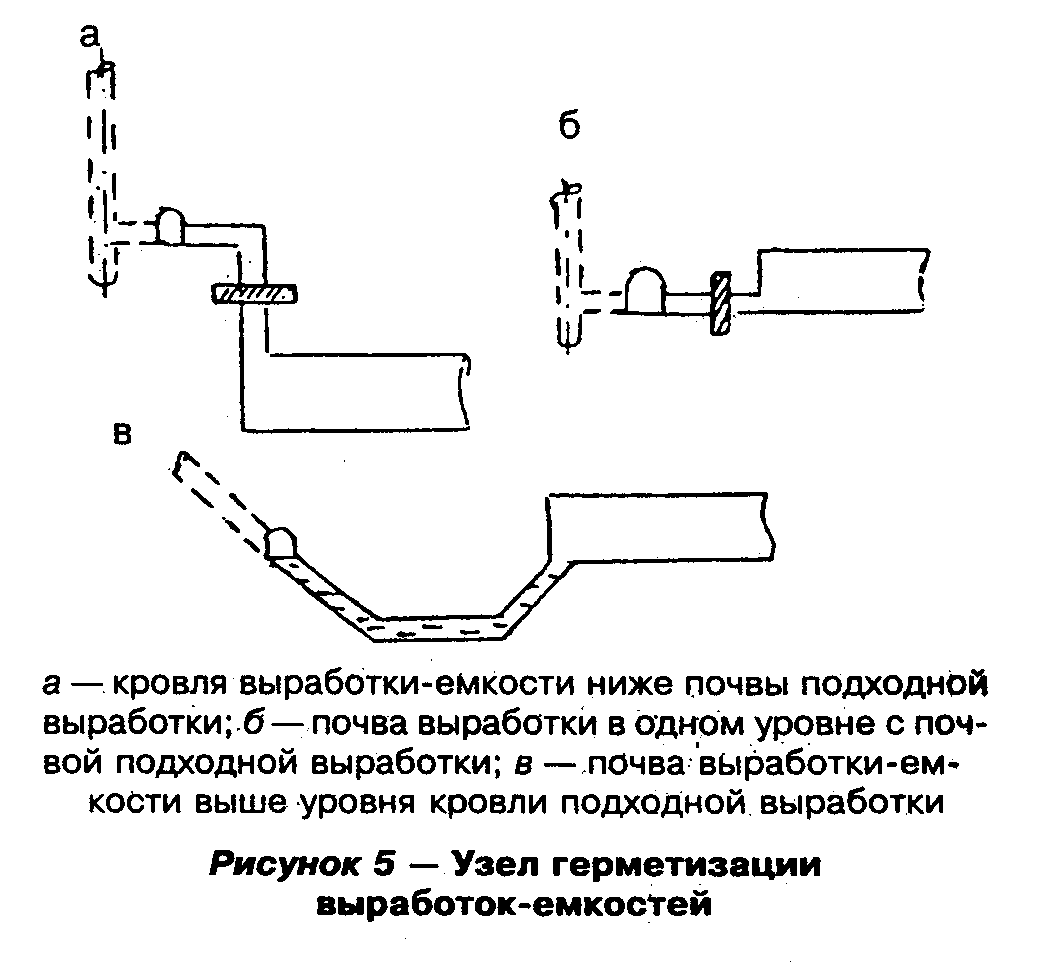 а
б
в
а — кровля выработки-емкости ниже почвы подходной
выработки; б — почва выработки в одном уровне с поч-
вой подходной выработки; в — почва выработки-ем-
кости выше уровня кровли подходной выработки
Рисунок 5 — Узел герметизации
выработок-емкостей